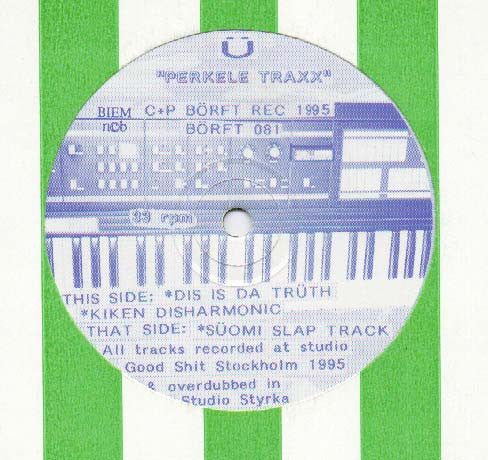 Ü
"PERKELE TRAXX"
BIEM C+P BÖRFT REC 1995
ncb BÖRFT 081
33 rpm
THIS SIDE: *DIS IS DA TRÜTH
*KIKEN DISHARMONIC
THAT SIDE: *SÜOMI SLAP TRACK
All tracks recorded at studio
Good Shit Stockholm 1995
& overdubbed in
Studio Styrka